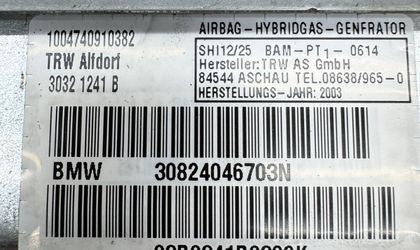 AIRBAG-HYBRIDGAS-GENFRATOR
1004740910382
TRW Alfdorf
3032 1241 B
SHI12/25 BAM-PT1-0614
Hersteller:TRW AS GmbH
84544 ASCHAU TEL.08638/965-0
HERSTELLUNGS-JAHR: 2003
BMW 30824046703N